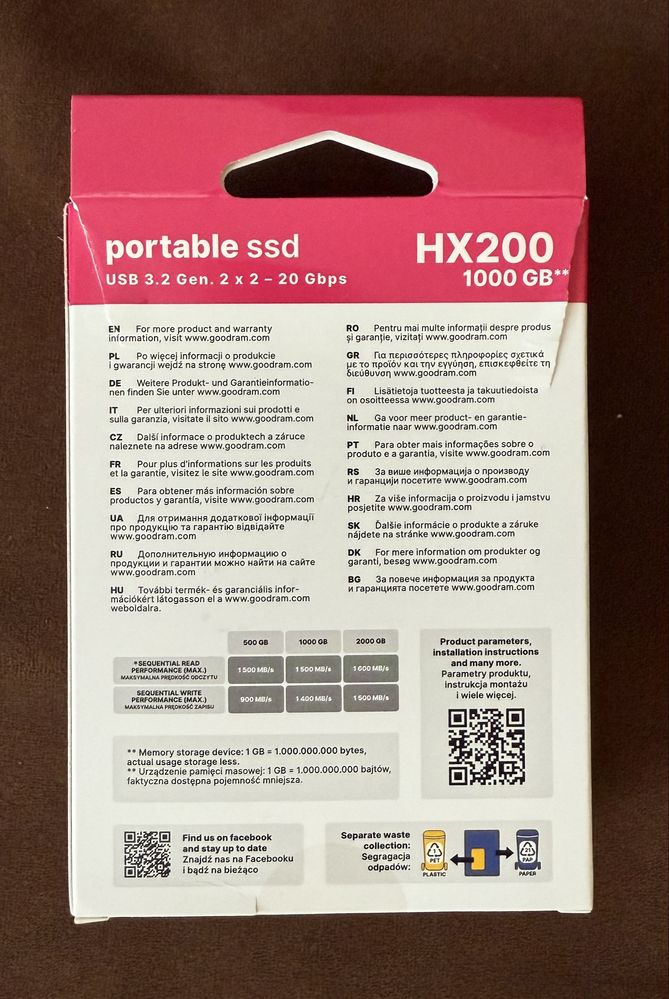 portable ssd
USB 3.2 Gen. 2 x 2 – 20 Gbps
HX200
1000 GB**
EN For more product and warranty
information, visit www.goodram.com
PL Po więcej informacji o produkcie
i gwarancji wejdź na stronę www.goodram.com
DE Weitere Produkt- und Garantieinformatio-
nen finden Sie unter www.goodram.com
IT Per ulteriori informazioni sui prodotti e
sulla garanzia, visitate il sito www.goodram.com
CZ Další informace o produktech a záruce
naleznete na adrese www.goodram.com
FR Pour plus d'informations sur les produits
et la garantie, visitez le site www.goodram.com
ES Para obtener más información sobre
productos y garantía, visite www.goodram.com
UA Для отримання додаткової інформації
про продукцію та гарантію відвідайте
www.goodram.com
RU Дополнительную информацию о
продукции и гарантии можно найти на сайте
www.goodram.com
HU További termék- és garanciális infor-
mációkért látogasson el a www.goodram.com
weboldalra.
RO Pentru mai multe informații despre produs
și garanție, vizitați www.goodram.com
GR Για περισσότερες πληροφορίες σχετικά
με το προϊόν και την εγγύηση, επισκεφθείτε τη
διεύθυνση www.goodram.com
FI Lisätietoja tuotteesta ja takuutiedoista
on osoitteessa www.goodram.com
NL Ga voor meer product- en garantie-
informatie naar www.goodram.com
PT Para obter mais informações sobre o
produto e a garantia, visite www.goodram.com
RS За више информација о производу
и гаранцији посетите www.goodram.com
HR Za više informacija o proizvodu i jamstvu
posjetite www.goodram.com
SK Ďalšie informácie o produkte a záruke
nájdete na stránke www.goodram.com
DK For mere information om produkter og
garanti, besøg www.goodram.com
BG За повече информация за продукта
и гаранцията посетете www.goodram.com
500 GB 1000 GB 2000 GB
*SEQUENTIAL READ
PERFORMANCE (MAX.)
MAKSYMALNA PRĘDKOŚĆ ODCZYTU
1 500 MB/s 1 500 MB/s 1 600 MB/s
SEQUENTIAL WRITE
PERFORMANCE (MAX.)
MAKSYMALNA PRĘDKOŚĆ ZAPISU
900 MB/s 1 400 MB/s 1 500 MB/s
Product parameters,
installation instructions
and many more.
Parametry produktu,
instrukcja montażu
i wiele więcej.
** Memory storage device: 1 GB = 1.000.000.000 bytes,
actual usage storage less.
** Urządzenie pamięci masowej: 1 GB = 1.000.000.000 bajtów,
faktyczna dostępna pojemność mniejsza.
Find us on facebook
and stay up to date
Znajdź nas na Facebooku
i bądź na bieżąco
Separate waste
collection:
Segragacja
odpadów:
1
PET
PLASTIC
21
PAP
PAPER